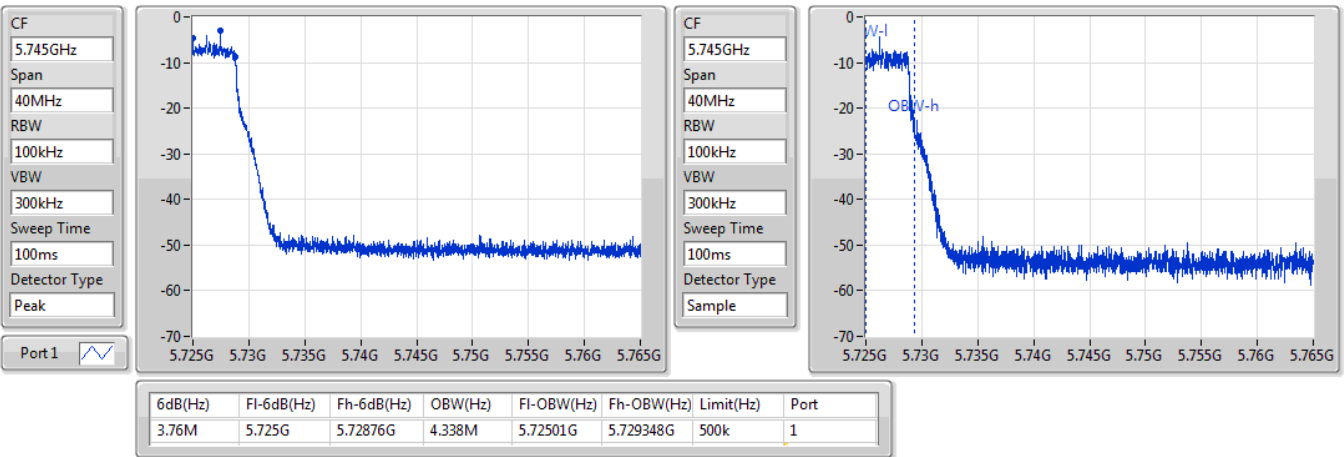 CF
5.745GHz
Span
40MHz
RBW
100kHz
VBW
300kHz
Sweep Time
100ms
Detector Type
Peak
Port 1
0
-10
-20
-30
-40
-50
-60
-70
5.725G 5.73G 5.735G 5.74G 5.745G 5.75G 5.755G 5.76G 5.765G
CF
5.745GHz
Span
40MHz
RBW
100kHz
VBW
300kHz
Sweep Time
100ms
Detector Type
Sample
0
W-l
-10
-20
OBW-h
-30
-40
-50
-60
-70
5.725G 5.73G 5.735G 5.74G 5.745G 5.75G 5.755G 5.76G 5.765G
6dB(Hz) Fl-6dB(Hz) Fh-6dB(Hz) OBW(Hz) Fl-OBW(Hz) Fh-OBW(Hz) Limit(Hz) Port
3.76M 5.725G 5.72876G 4.338M 5.72501G 5.729348G 500k 1